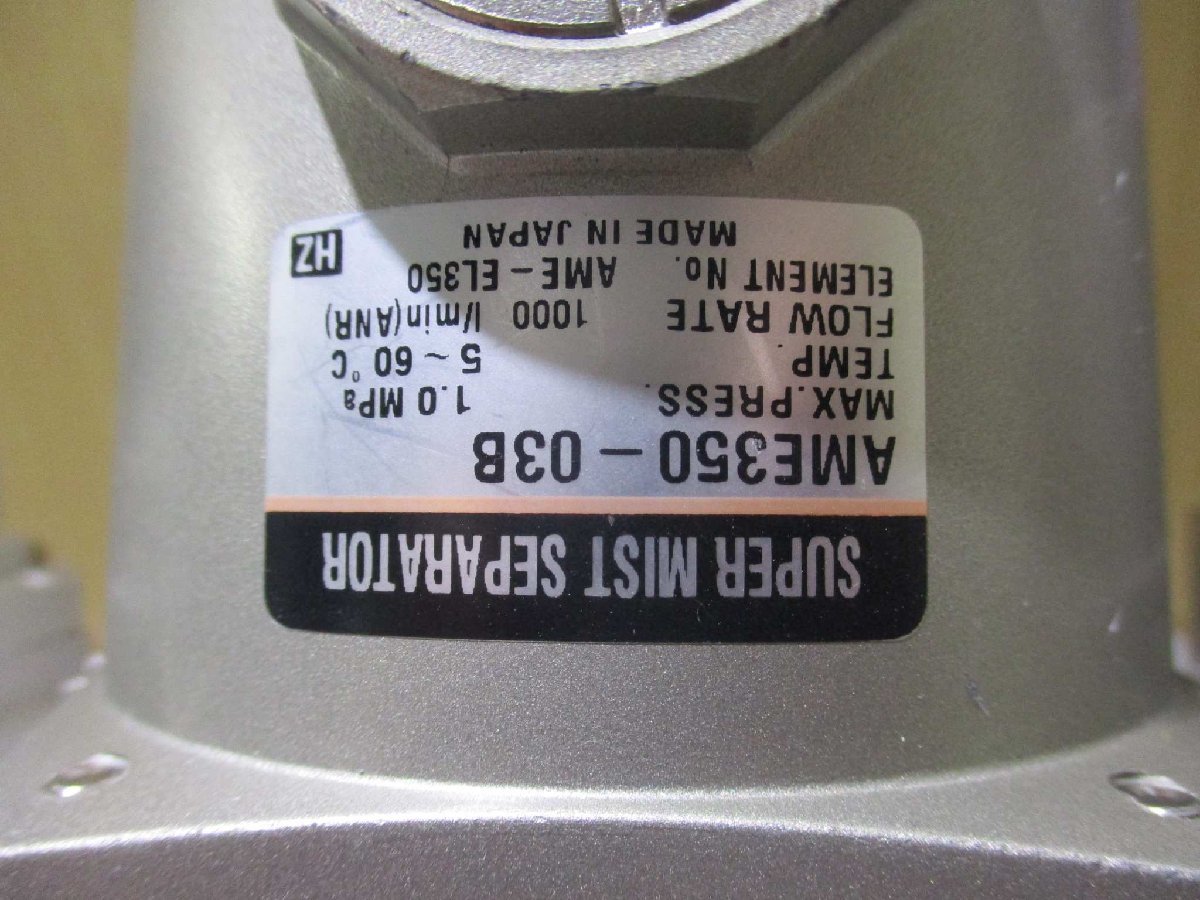 SUPER MIST SEPARATOR
AME350-03B
MAX.PRESS. 1.0 MPa
TEMP. 5~60 °C
FLOW RATE 1000 l/min(ANR)
ELEMENT No. AME-EL350
MADE IN JAPAN HZ